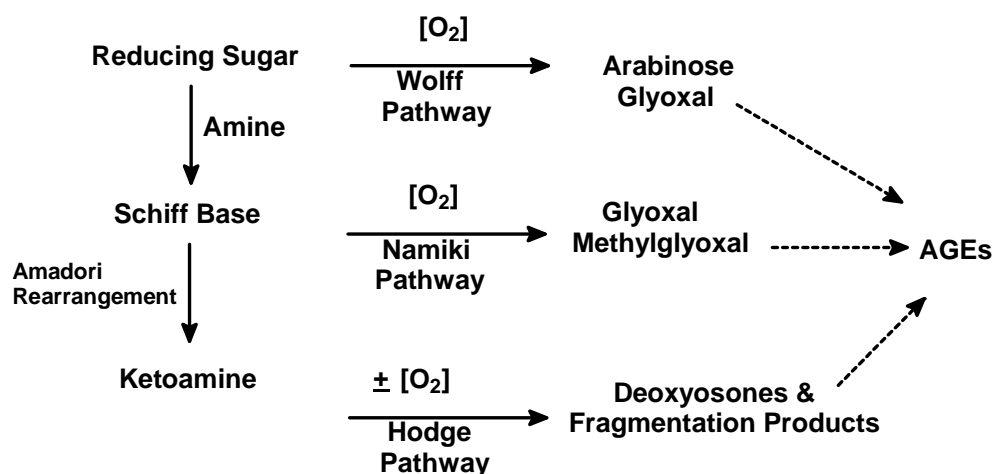 [O₂]
Reducing Sugar
Wolff
Pathway
Arabinose
Glyoxal
Amine
[O₂]
Schiff Base
Namiki
Pathway
Glyoxal
Methylglyoxal
AGEs
Amadori
Rearrangement
Ketoamine
± [O₂]
Hodge
Pathway
Deoxyosones &
Fragmentation Products